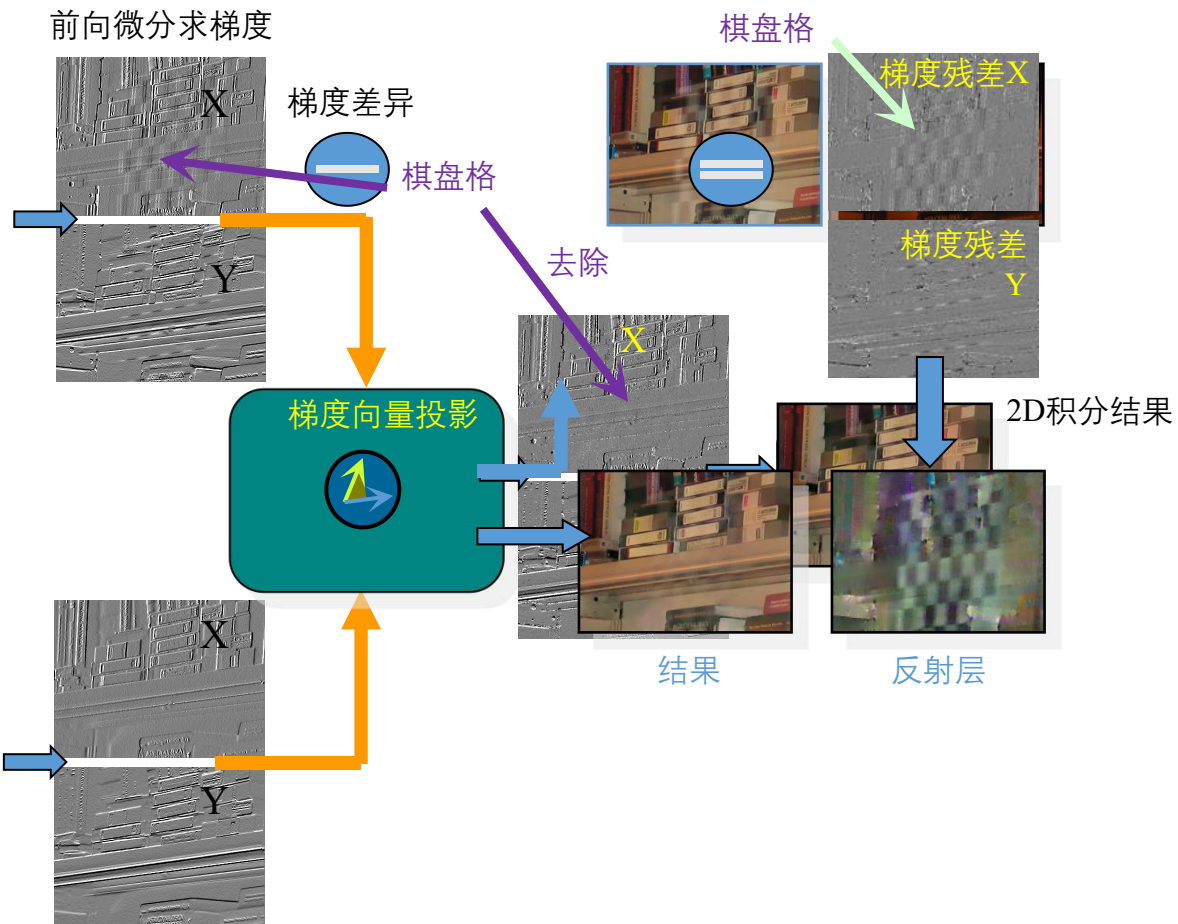 前向微分求梯度
棋盘格
X
梯度残差X
梯度差异
棋盘格
Y
去除
梯度残差
Y
X
梯度向量投影
2D积分结果
X
结果
反射层
Y